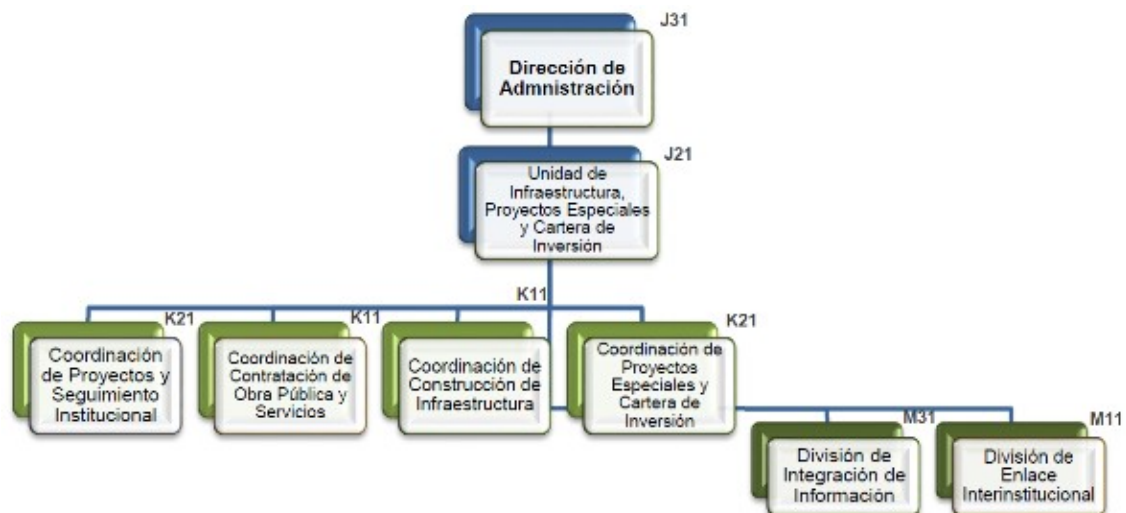 J31
Dirección de
Admnistración
J21
Unidad de
Infraestructura,
Proyectos Especiales
y Cartera de
Inversión
K11
K21
Coordinación
de Proyectos y
Seguimiento
Institucional
K11
Coordinación de
Contratación de
Obra Pública y
Servicios
Coordinación de
Construcción de
Infraestructura
K21
Coordinación de
Proyectos
Especiales y
Cartera de
Inversión
M31
División de
Integración de
Información
M11
División de
Enlace
Interinstitucional